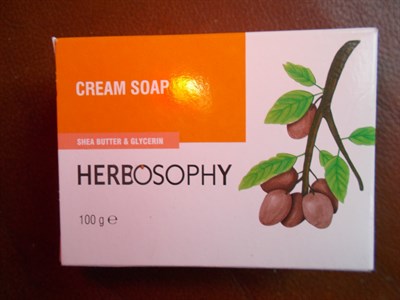 CREAM SOAP
SHEA BUTTER & GLYCERIN
HERBOSOPHY
100 g ℮